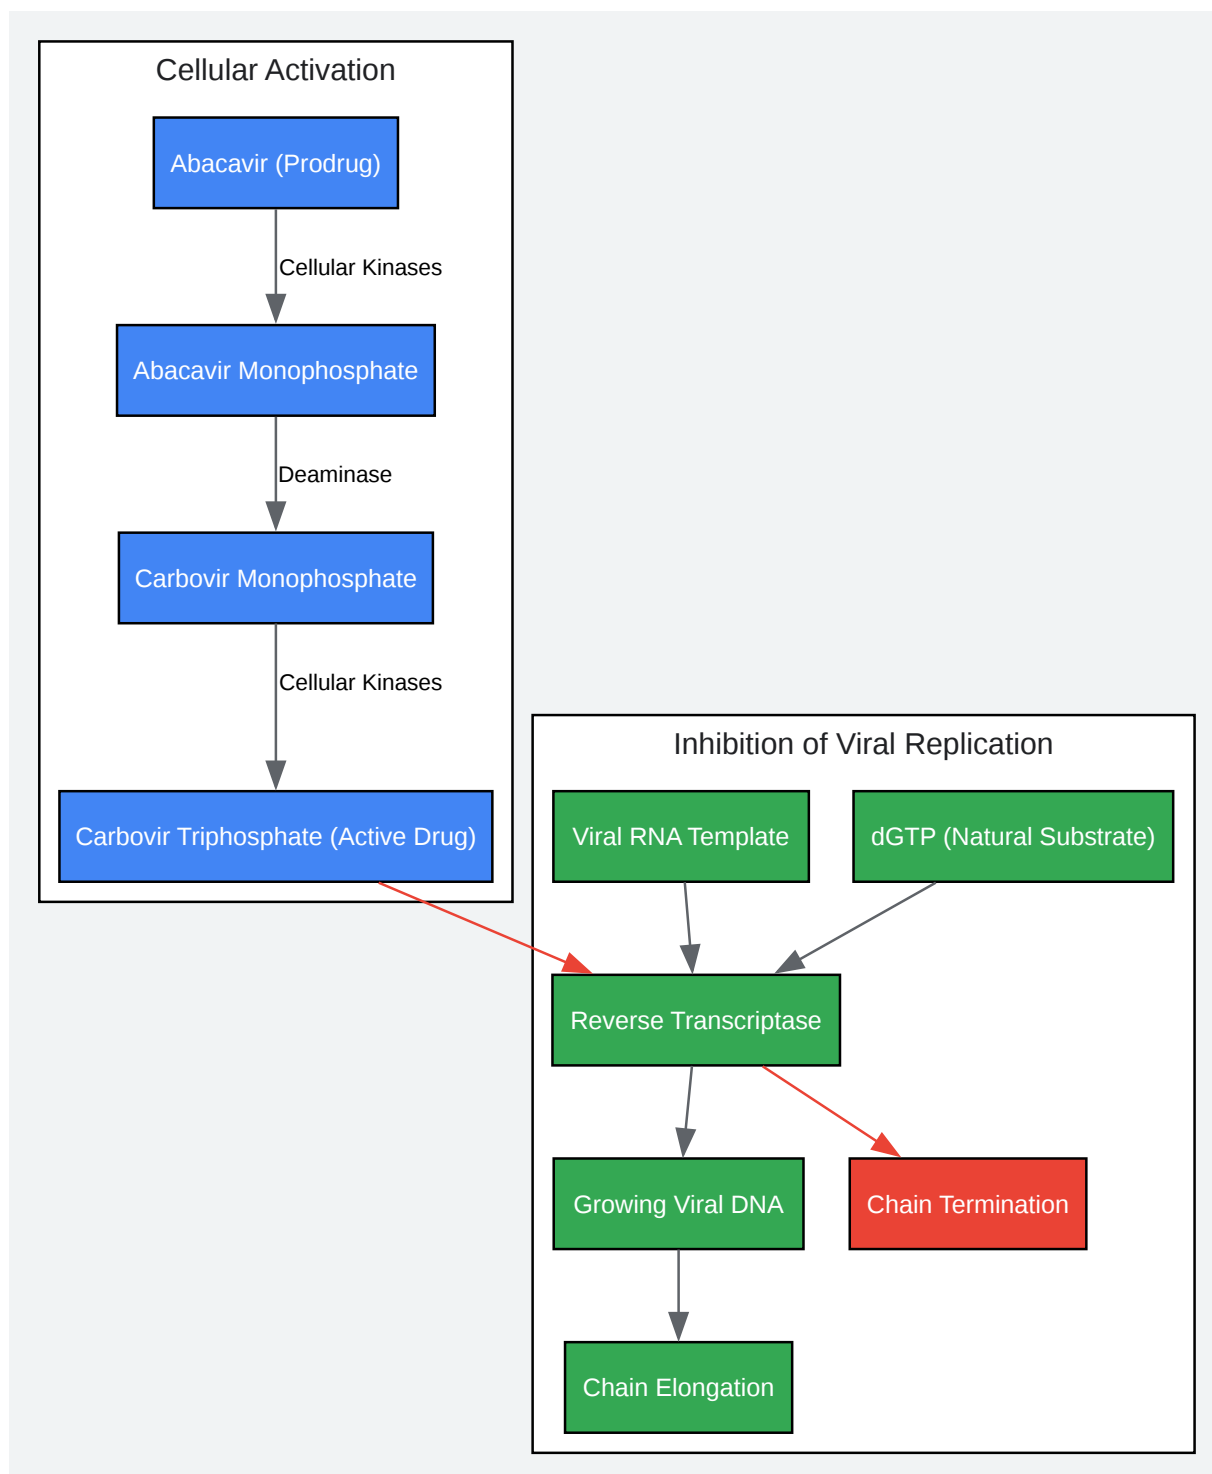 Cellular Activation
Abacavir (Prodrug)
Cellular Kinases
Abacavir Monophosphate
Deaminase
Carbovir Monophosphate
Cellular Kinases
Carbovir Triphosphate (Active Drug)
Inhibition of Viral Replication
Viral RNA Template
dGTP (Natural Substrate)
Reverse Transcriptase
Growing Viral DNA
Chain Termination
Chain Elongation